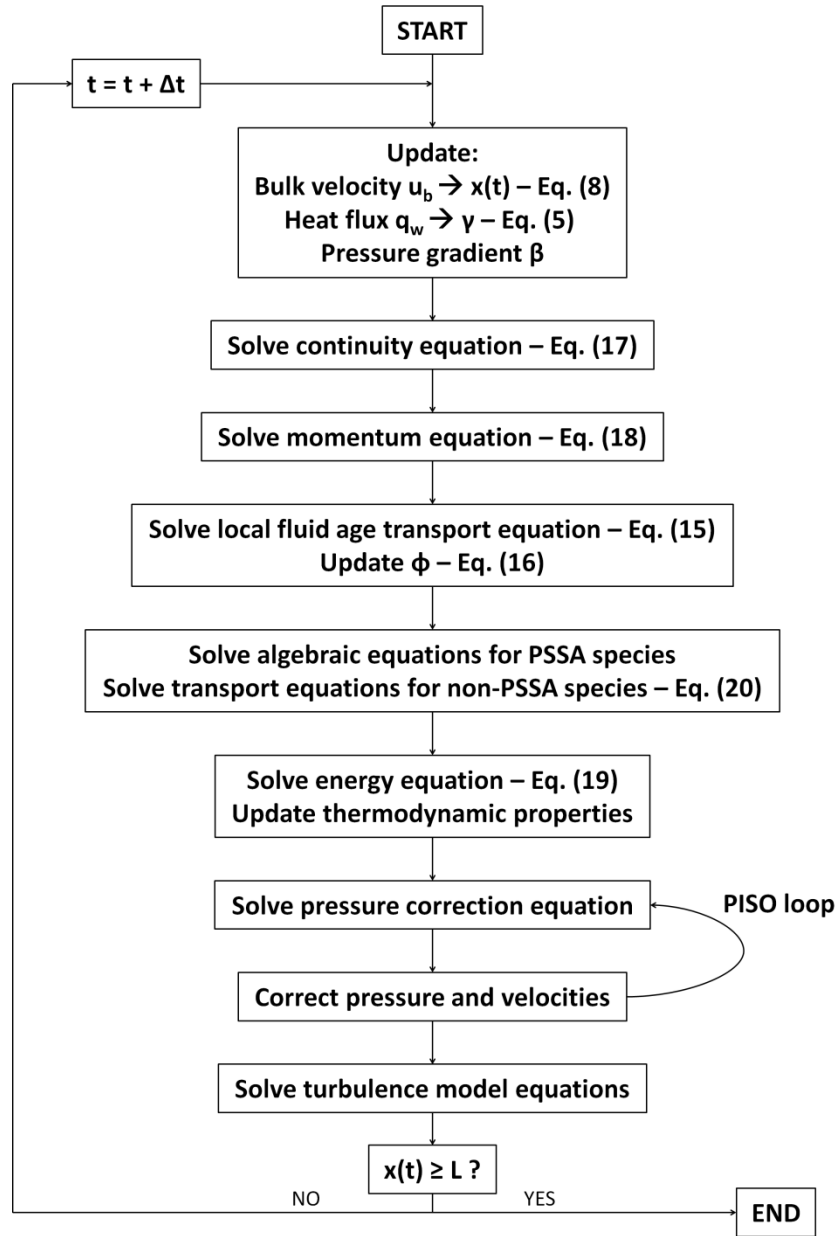 START
t = t + Δt
Update:
Bulk velocity u_b → x(t) – Eq. (8)
Heat flux q_w → γ – Eq. (5)
Pressure gradient β
Solve continuity equation – Eq. (17)
Solve momentum equation – Eq. (18)
Solve local fluid age transport equation – Eq. (15)
Update ϕ – Eq. (16)
Solve algebraic equations for PSSA species
Solve transport equations for non-PSSA species – Eq. (20)
Solve energy equation – Eq. (19)
Update thermodynamic properties
Solve pressure correction equation
PISO loop
Correct pressure and velocities
Solve turbulence model equations
x(t) ≥ L ?
NO
YES
END